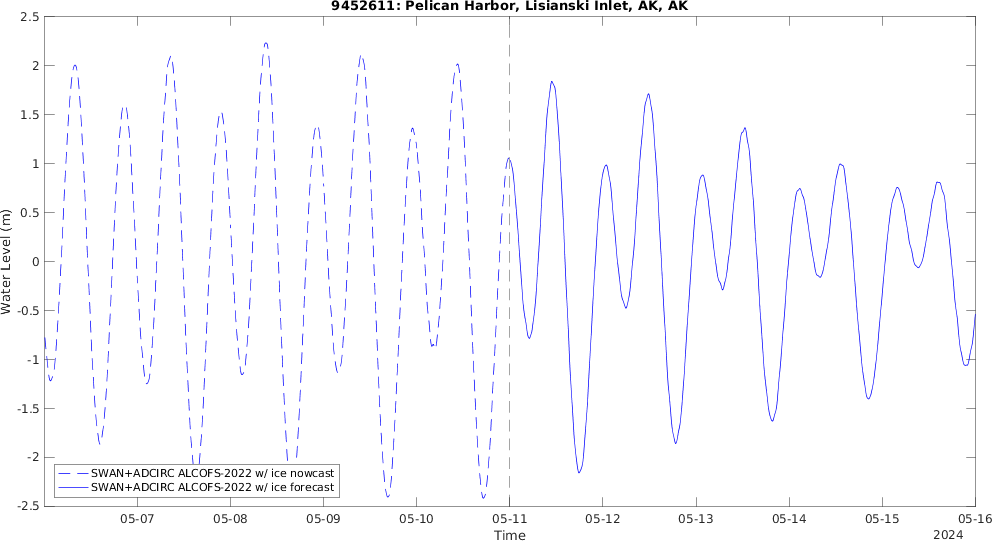 9452611: Pelican Harbor, Lisianski Inlet, AK, AK
2.5
2
1.5
1
0.5
0
-0.5
-1
-1.5
-2
-2.5
Water Level (m)
SWAN+ADCIRC ALCOFS-2022 w/ ice nowcast
SWAN+ADCIRC ALCOFS-2022 w/ ice forecast
05-07 05-08 05-09 05-10 05-11 05-12 05-13 05-14 05-15 05-16
Time
2024